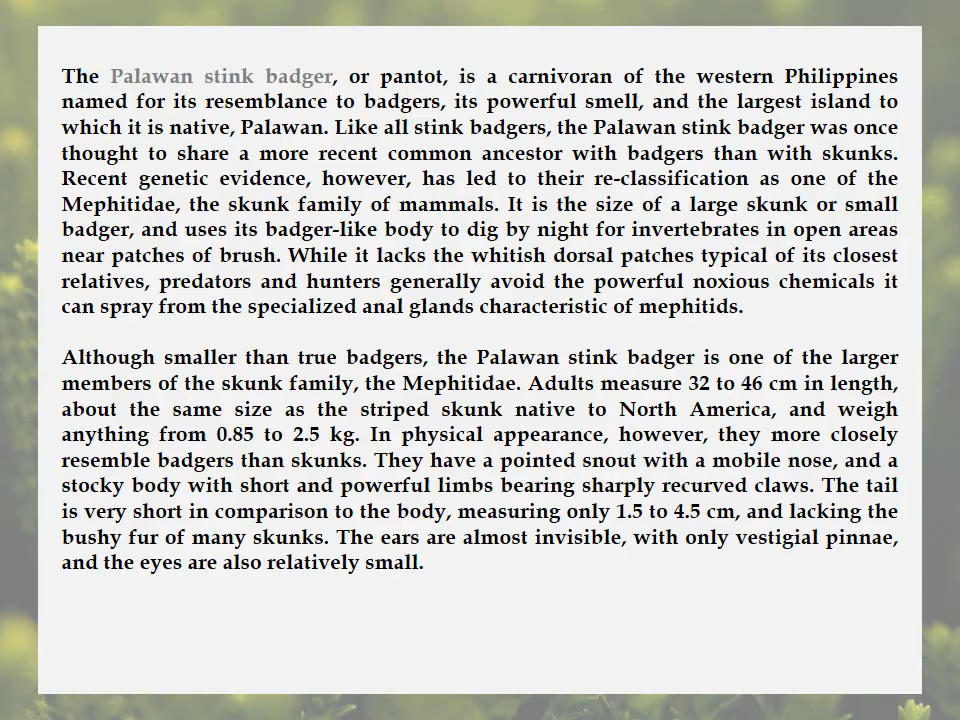 The Palawan stink badger, or pantot, is a carnivoran of the western Philippines
named for its resemblance to badgers, its powerful smell, and the largest island to
which it is native, Palawan. Like all stink badgers, the Palawan stink badger was once
thought to share a more recent common ancestor with badgers than with skunks.
Recent genetic evidence, however, has led to their re-classification as one of the
Mephitidae, the skunk family of mammals. It is the size of a large skunk or small
badger, and uses its badger-like body to dig by night for invertebrates in open areas
near patches of brush. While it lacks the whitish dorsal patches typical of its closest
relatives, predators and hunters generally avoid the powerful noxious chemicals it
can spray from the specialized anal glands characteristic of mephitids.
Although smaller than true badgers, the Palawan stink badger is one of the larger
members of the skunk family, the Mephitidae. Adults measure 32 to 46 cm in length,
about the same size as the striped skunk native to North America, and weigh
anything from 0.85 to 2.5 kg. In physical appearance, however, they more closely
resemble badgers than skunks. They have a pointed snout with a mobile nose, and a
stocky body with short and powerful limbs bearing sharply recurved claws. The tail
is very short in comparison to the body, measuring only 1.5 to 4.5 cm, and lacking the
bushy fur of many skunks. The ears are almost invisible, with only vestigial pinnae,
and the eyes are also relatively small.